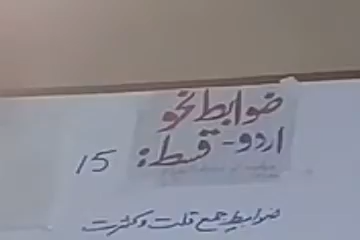 ضوابط نحو
اردو - قسط: 15
ضوابطِ جمع قلت و کثرت